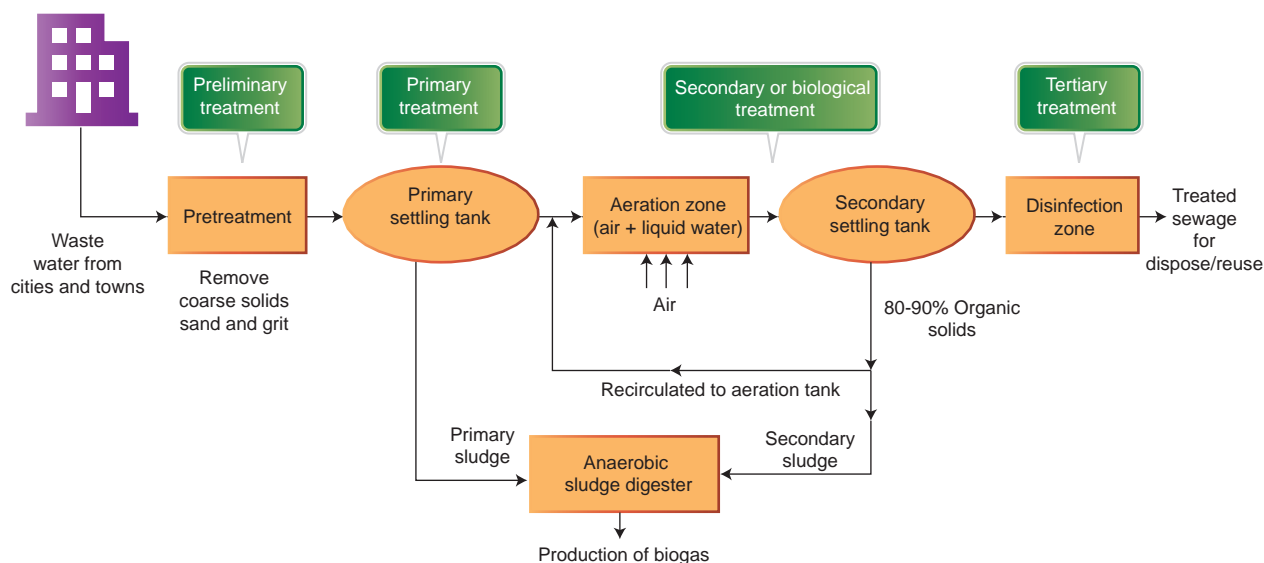 Preliminary
treatment
Primary
treatment
Secondary or biological
treatment
Tertiary
treatment
Pretreatment
Primary
settling tank
Aeration zone
(air + liquid water)
Secondary
settling tank
Disinfection
zone
Treated
sewage
for
dispose/reuse
Waste
water from
cities and towns
Remove
coarse solids
sand and grit
Air
80-90% Organic
solids
Recirculated to aeration tank
Primary
sludge
Secondary
sludge
Anaerobic
sludge digester
Production of biogas